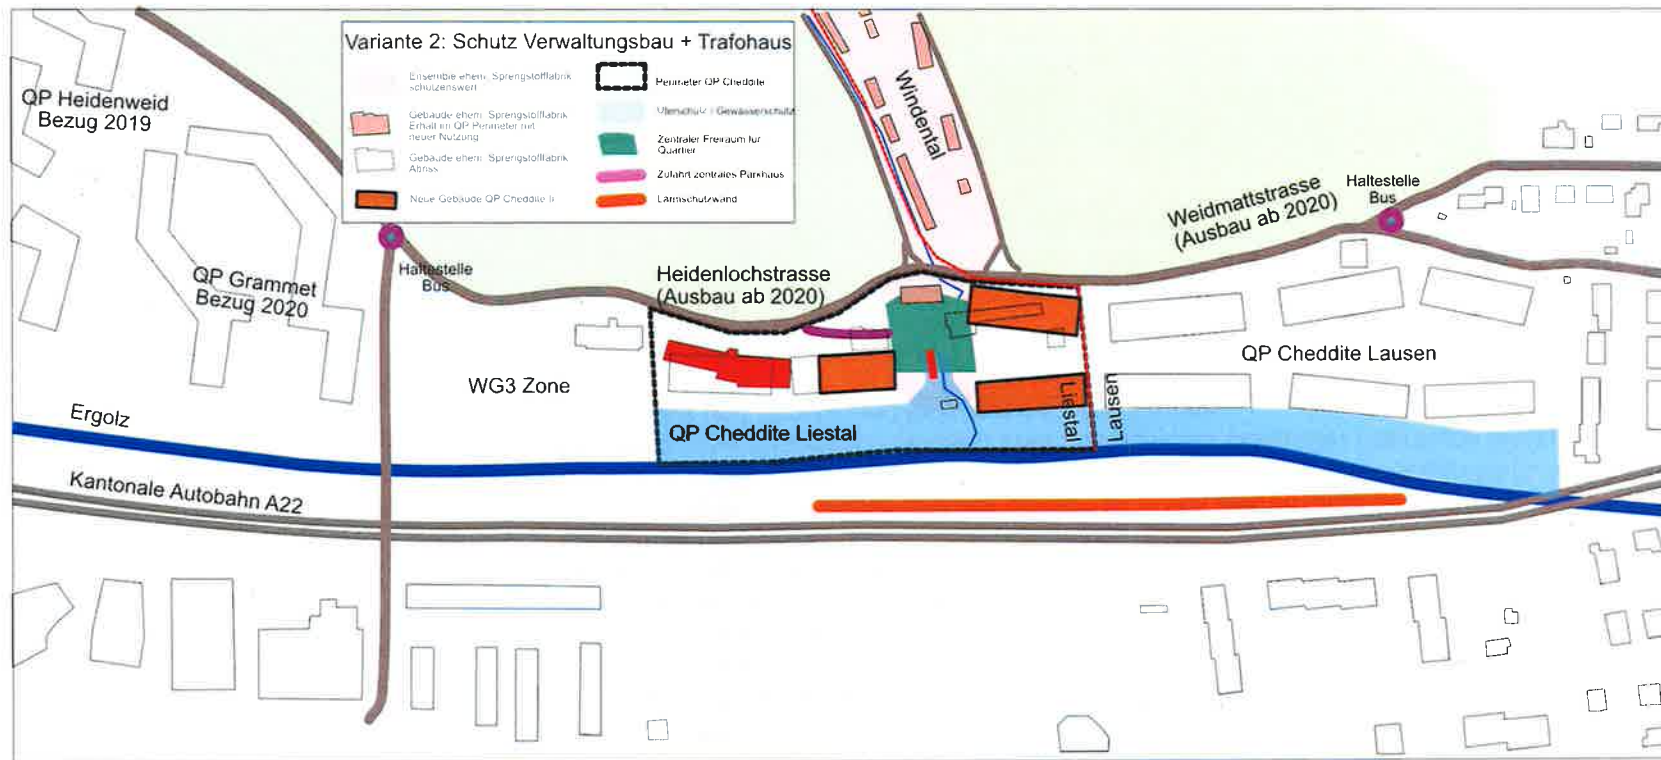 Variante 2: Schutz Verwaltungsbau + Trafohaus
Ensemble ehem. Sprengstofffabrik
schützenswert
Gebäude ehem. Sprengstofffabrik
Erhalt im QP Perimeter mit
neuer Nutzung
Gebäude ehem. Sprengstofffabrik
Abriss
Neue Gebäude QP Cheddite II
Perimeter QP Cheddite
Uferschutz / Gewässerschutz
Zentraler Freiraum für
Quartier
Zufahrt zentrales Parkhaus
Lärmschutzwand
QP Heidenweid
Bezug 2019
QP Grammet
Bezug 2020
Haltestelle
Bus
Heidenlochstrasse
(Ausbau ab 2020)
Windental
Weidmattstrasse
(Ausbau ab 2020)
Haltestelle
Bus
WG3 Zone
QP Cheddite Liestal
Liestal
Lausen
QP Cheddite Lausen
Ergolz
Kantonale Autobahn A22